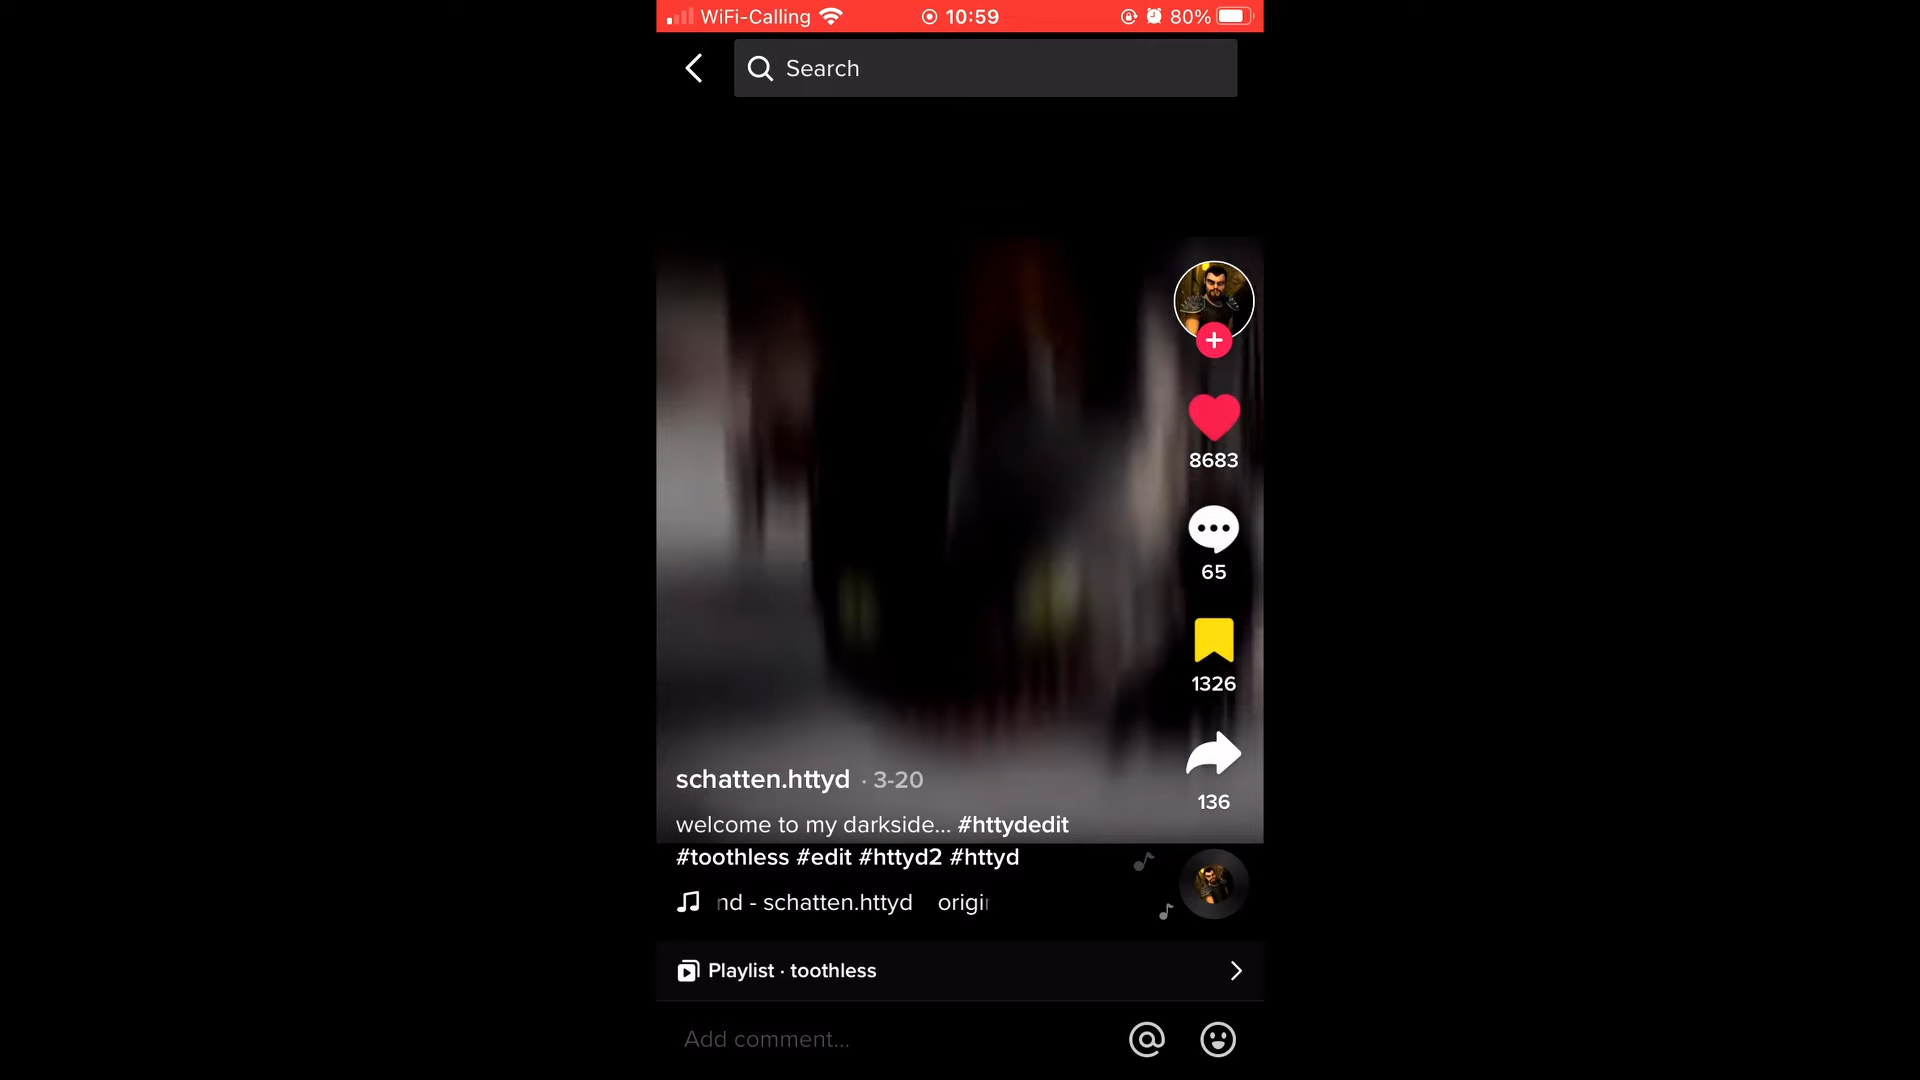 WiFi-Calling 10:59 80%
Search
8683
65
1326
136
schatten.httyd · 3-20
welcome to my darkside... #httydedit
#toothless #edit #httyd2 #httyd
nd - schatten.httyd origi
Playlist · toothless
Add comment...